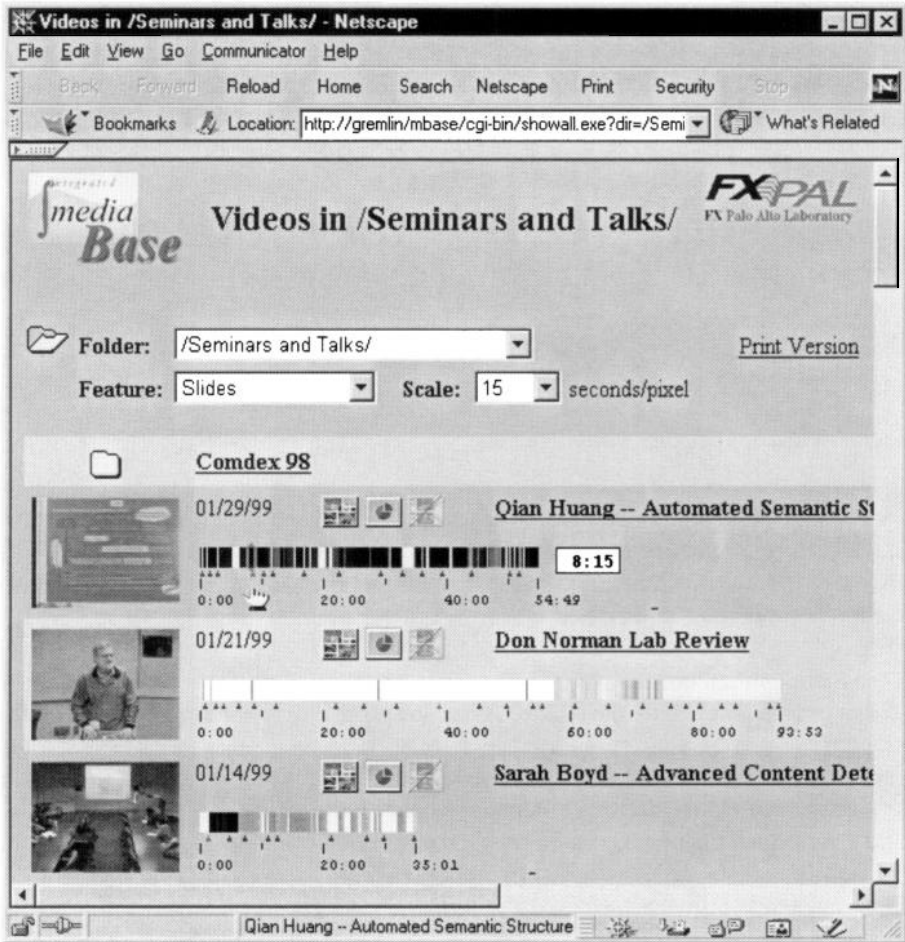 Videos in /Seminars and Talks/ - Netscape
File Edit View Go Communicator Help
Back Forward Reload Home Search Netscape Print Security Stop
Bookmarks Location: http://gremlin/mbase/cgi-bin/showall.exe?dir=/Semi What's Related
integrated
media
Base
Videos in /Seminars and Talks/
FXPAL
FX Palo Alto Laboratory
Folder: /Seminars and Talks/ Print Version
Feature: Slides Scale: 15 seconds/pixel
Comdex 98
01/29/99 Qian Huang -- Automated Semantic St
8:15
0:00 20:00 40:00 54:49
01/21/99 Don Norman Lab Review
0:00 20:00 40:00 60:00 80:00 93:53
01/14/99 Sarah Boyd -- Advanced Content Dete
0:00 20:00 35:01
Qian Huang -- Automated Semantic Structure